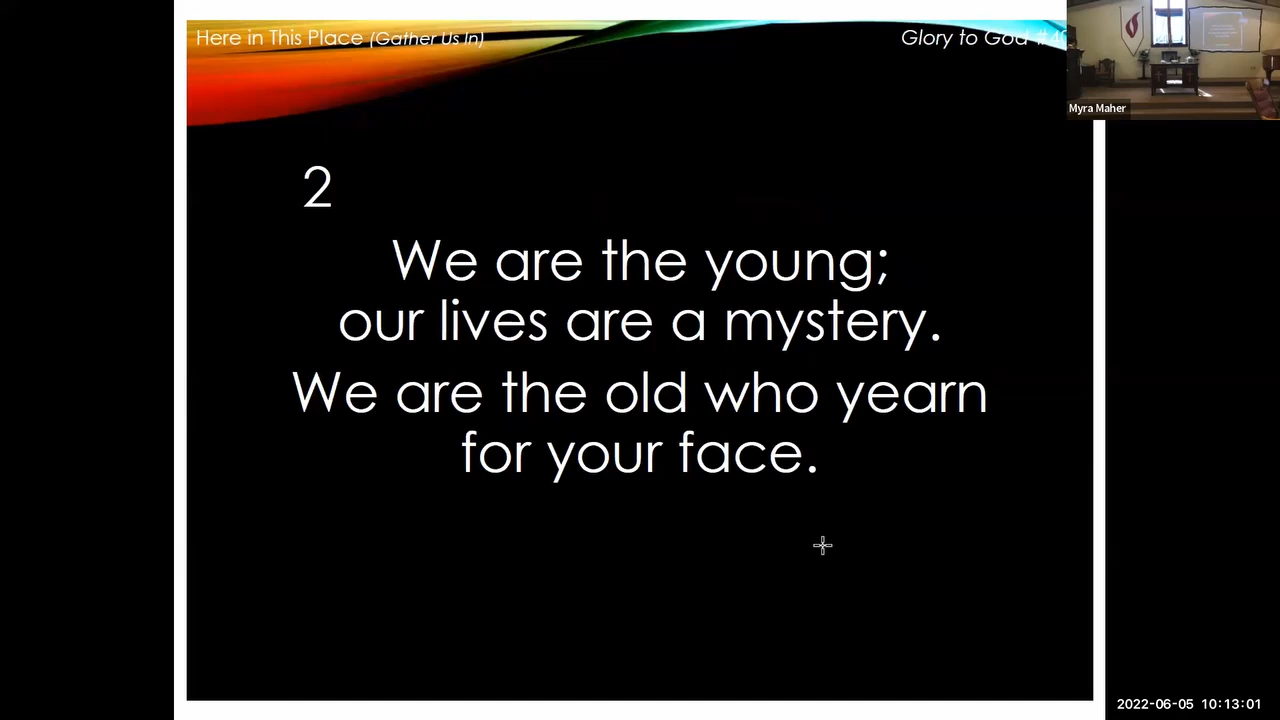 Here in This Place (Gather Us In)
Glory to God
Myra Maher
2
We are the young;
our lives are a mystery.
We are the old who yearn
for your face.
2022-06-05 10:13:01